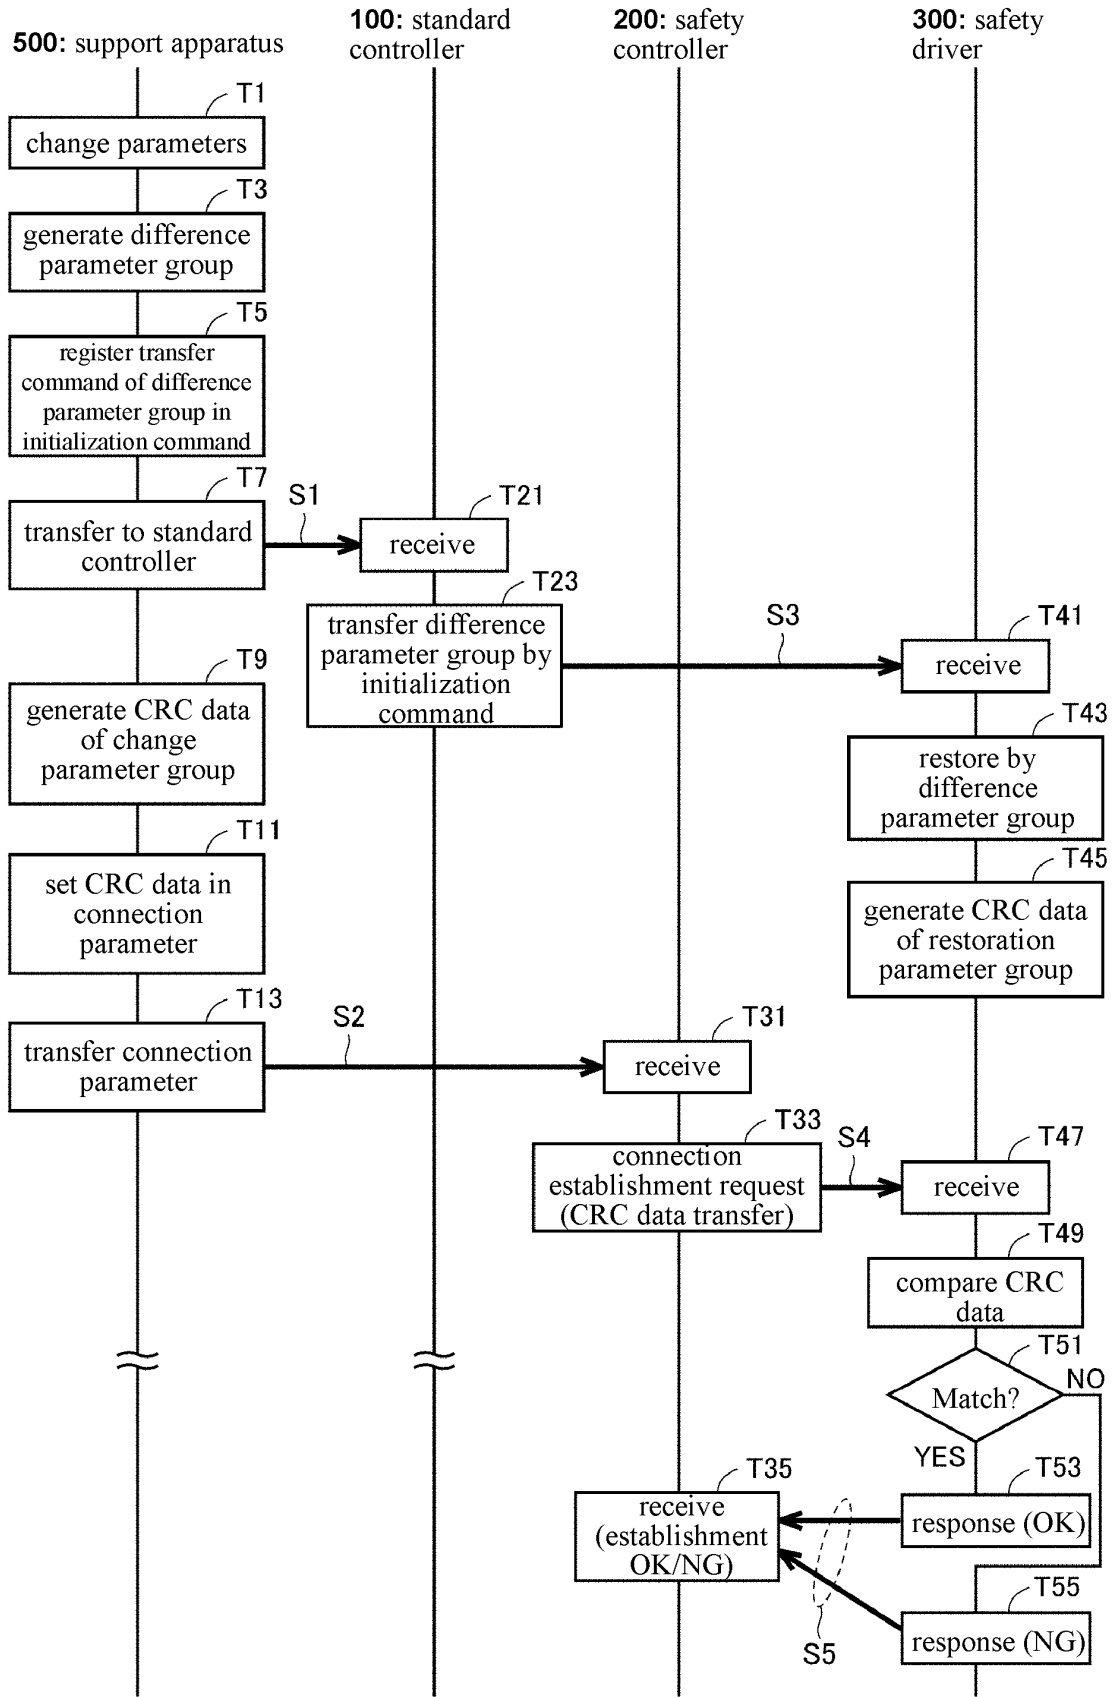 500: support apparatus
100: standard
controller
200: safety
controller
300: safety
driver
T1
change parameters
T3
generate difference
parameter group
T5
register transfer
command of difference
parameter group in
initialization command
T7
transfer to standard
controller
S1
T21
receive
T23
transfer difference
parameter group by
initialization
command
S3
T41
receive
T9
generate CRC data
of change
parameter group
T43
restore by
difference
parameter group
T11
set CRC data in
connection
parameter
T45
generate CRC data
of restoration
parameter group
T13
transfer connection
parameter
S2
T31
receive
T33
connection
establishment request
(CRC data transfer)
S4
T47
receive
T49
compare CRC
data
T51
Match?
NO
YES
T35
receive
(establishment
OK/NG)
T53
response (OK)
T55
response (NG)
S5